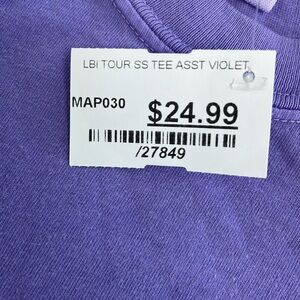 LBI TOUR SS TEE ASST VIOLET
MAP030
$24.99
/27849